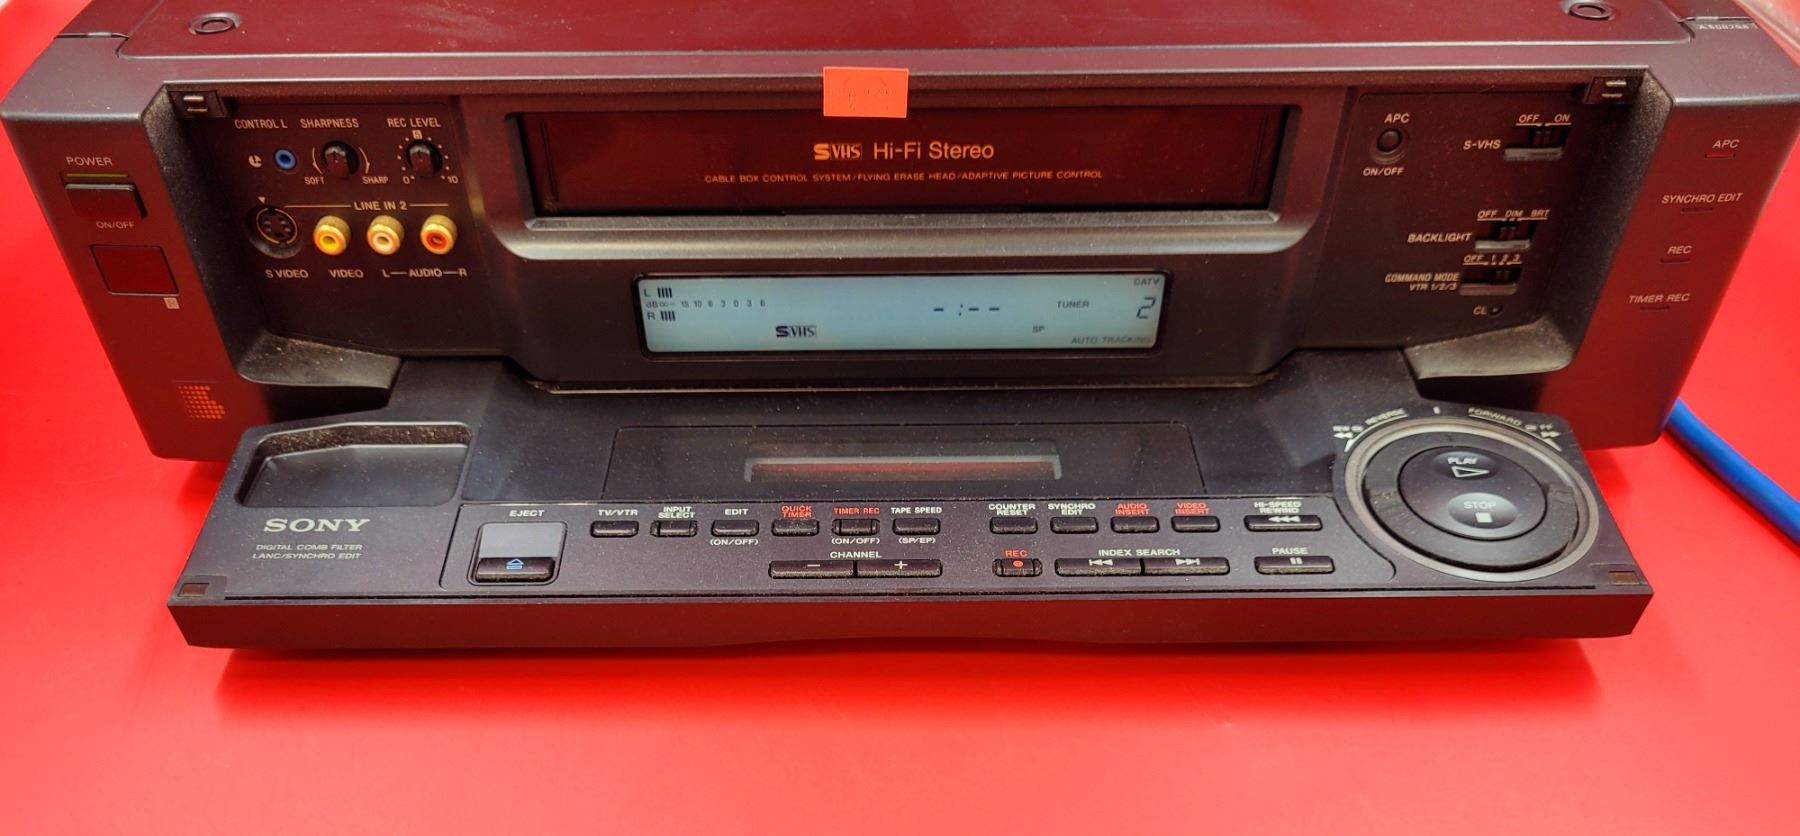 POWER
ON/OFF
CONTROL L SHARPNESS REC LEVEL
SOFT SHARP 0 5 10
LINE IN 2
S VIDEO VIDEO L—AUDIO—R
SVHS Hi-Fi Stereo
CABLE BOX CONTROL SYSTEM/FLYING ERASE HEAD/ADAPTIVE PICTURE CONTROL
APC
ON/OFF
OFF ON
S-VHS
OFF DIM BRT
BACKLIGHT
OFF 1 2 3
COMMAND MODE
VTR 1/2/3
CL
APC
SYNCHRO EDIT
REC
TIMER REC
L
dB∞– 15 10 6 3 0 3 6
R
SVHS
-:--
TUNER
CATV
2
SP
AUTO TRACKING
SONY
DIGITAL COMB FILTER
LANC/SYNCHRO EDIT
EJECT
TV/VTR
INPUT SELECT
EDIT
(ON/OFF)
QUICK TIMER
TIMER REC
(ON/OFF)
TAPE SPEED
(SP/EP)
CHANNEL
− +
COUNTER RESET
SYNCHRO EDIT
AUDIO INSERT
VIDEO INSERT
HI-SPEED REWIND
REC
INDEX SEARCH
PAUSE
REVERSE FORWARD
REW FF
PLAY
STOP